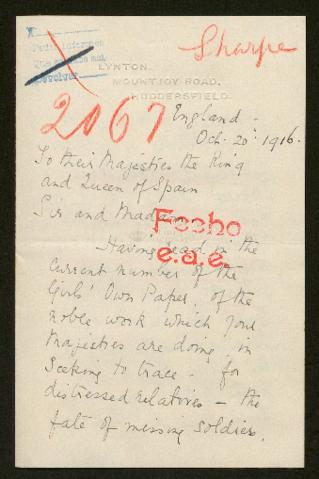 Sharpe
Devolver
LYNTON,
MOUNTJOY ROAD,
HUDDERSFIELD.
2067
England.
Oct. 20: 1916.
To their Majesties the King
and Queen of Spain
Sir and Madam
Fecho
e.a.e.
Having read in the
current number of the
Girls' Own Paper, of the
noble work which your
Majesties are doing in
seeking to trace - for
distressed relatives - the
fate of missing soldiers,